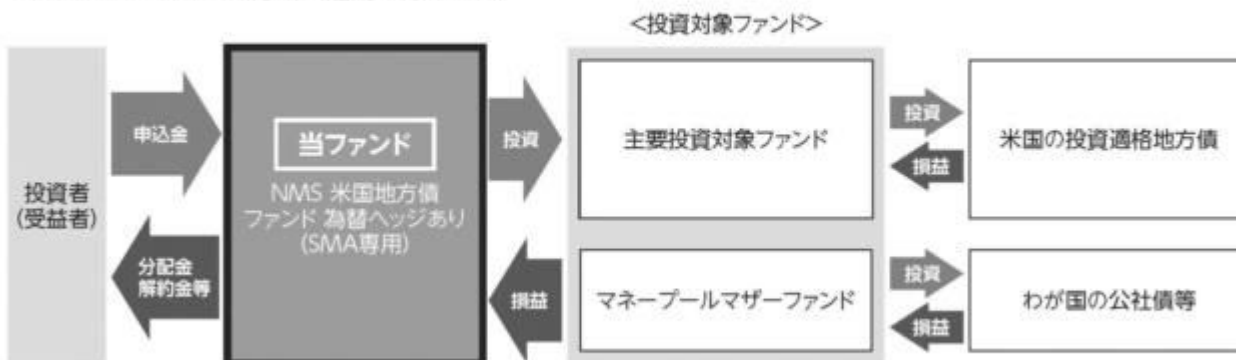 <投資対象ファンド>
投資者
(受益者)
申込金
分配金
解約金等
当ファンド
NMS 米国地方債
ファンド 為替ヘッジあり
(SMA専用)
投資
損益
主要投資対象ファンド
投資
損益
米国の投資適格地方債
マネープールマザーファンド
投資
損益
わが国の公社債等